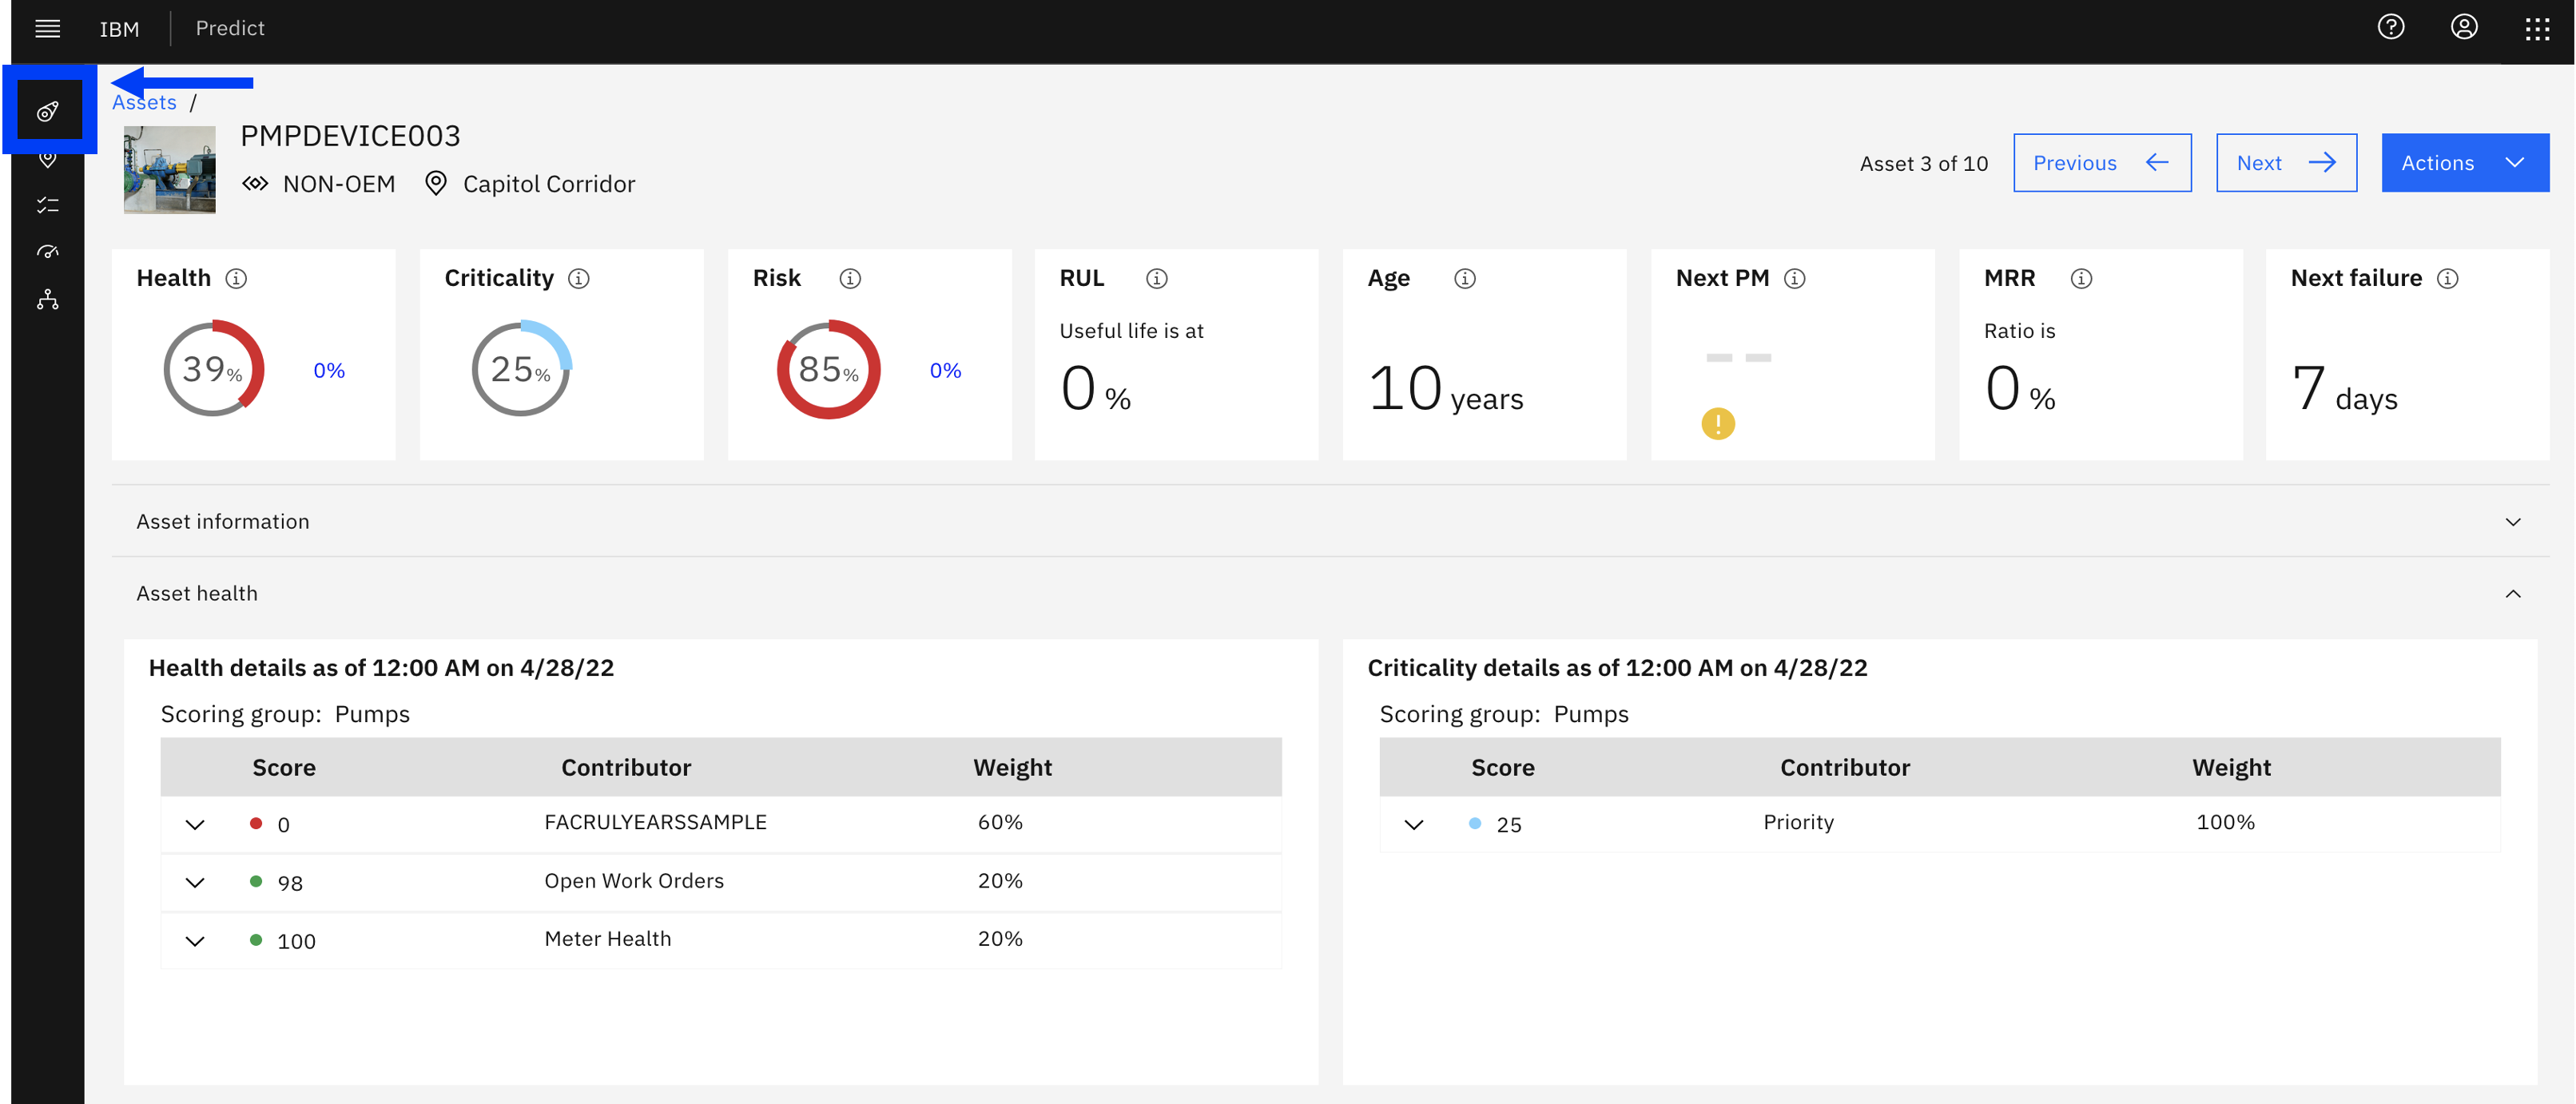 IBM Predict
Assets /
PMPDEVICE003
NON-OEM Capitol Corridor
Asset 3 of 10 Previous Next Actions
Health Criticality Risk RUL Age Next PM MRR Next failure
Useful life is at Ratio is
39% 0% 25% 85% 0% 0 % 10 years -- 0 % 7 days
Asset information
Asset health
Health details as of 12:00 AM on 4/28/22
Scoring group: Pumps
Score Contributor Weight
0 FACRULYEARSSAMPLE 60%
98 Open Work Orders 20%
100 Meter Health 20%
Criticality details as of 12:00 AM on 4/28/22
Scoring group: Pumps
Score Contributor Weight
25 Priority 100%